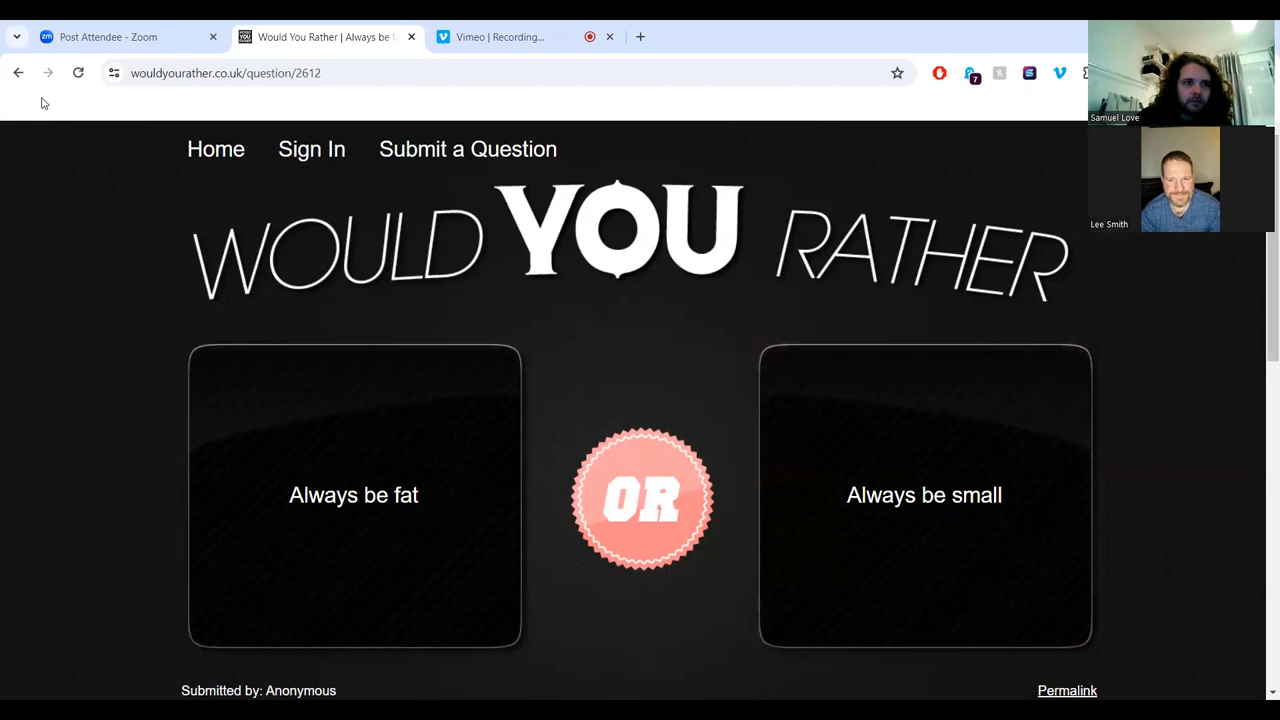 Post Attendee - Zoom
Would You Rather | Always be f
Vimeo | Recording...
wouldyourather.co.uk/question/2612
7
Samuel Love
Lee Smith
Home Sign In Submit a Question
WOULD YOU RATHER
Always be fat
OR
Always be small
Submitted by: Anonymous
Permalink